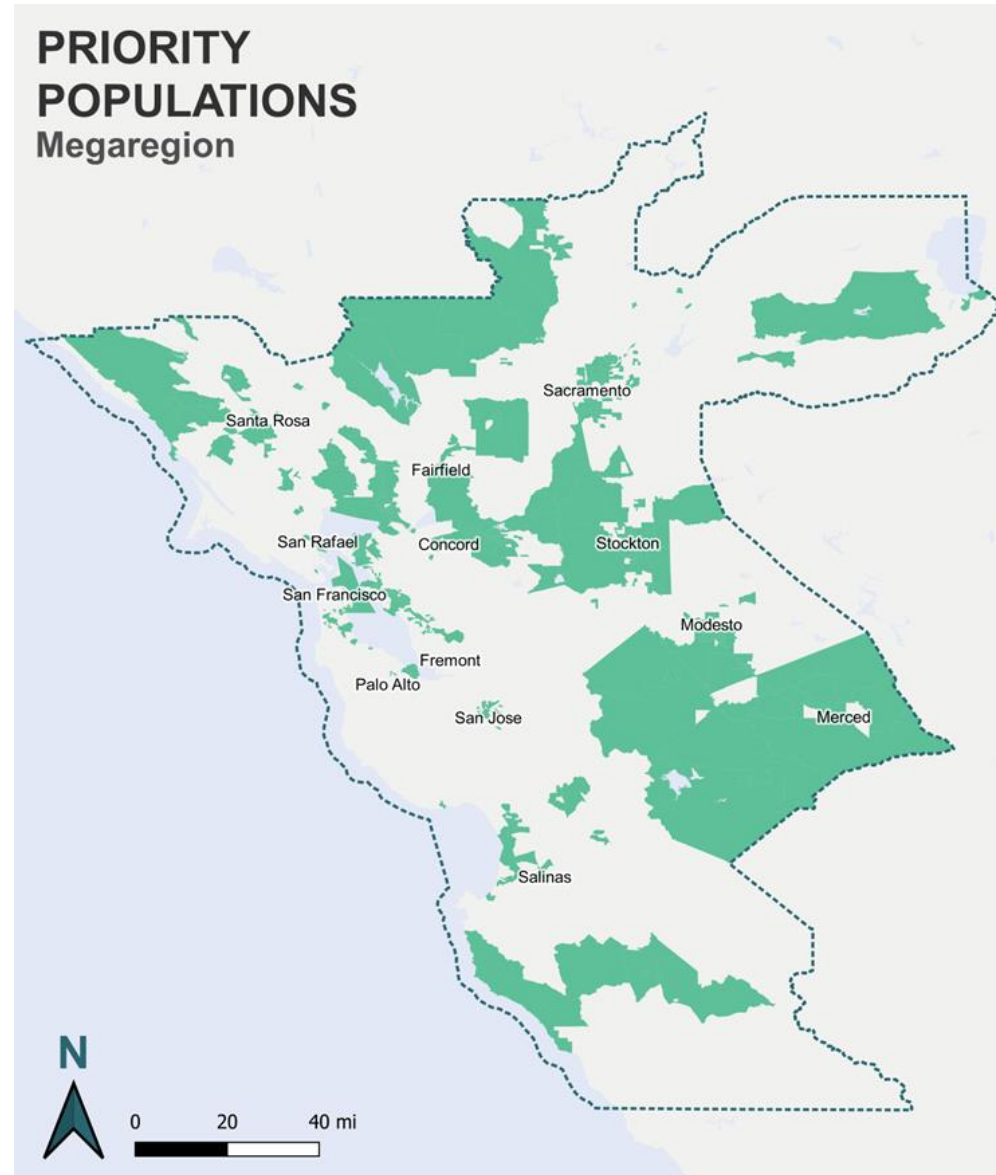 PRIORITY
POPULATIONS
Megaregion
Sacramento
Santa Rosa
Fairfield
San Rafael
Concord
Stockton
San Francisco
Modesto
Fremont
Palo Alto
San Jose
Merced
Salinas
N
0 20 40 mi